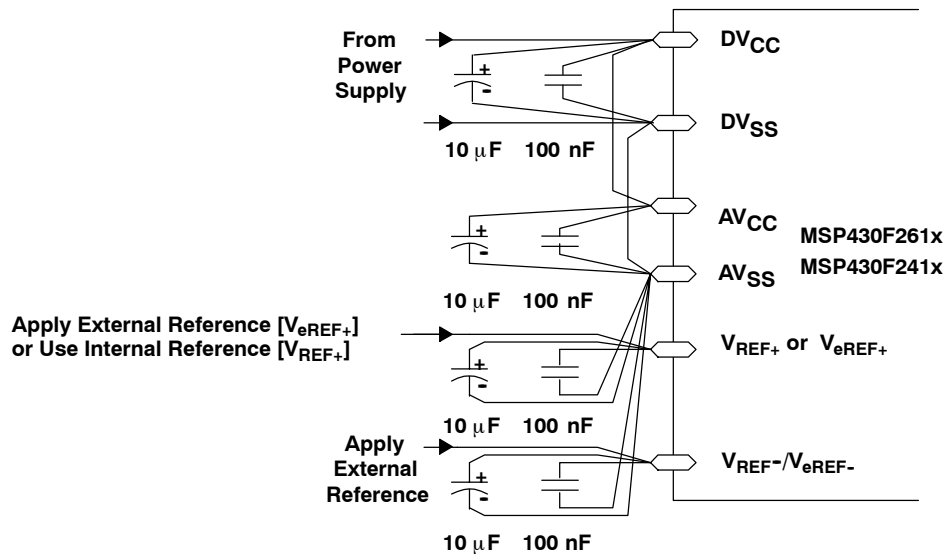 From
Power
Supply
DVCC
+
-
DVSS
10 μF 100 nF
AVCC
MSP430F261x
+
-
AVSS
MSP430F241x
10 μF 100 nF
Apply External Reference [VeREF+]
or Use Internal Reference [VREF+]
VREF+ or VeREF+
+
-
10 μF 100 nF
Apply
External
Reference
VREF-/VeREF-
+
-
10 μF 100 nF